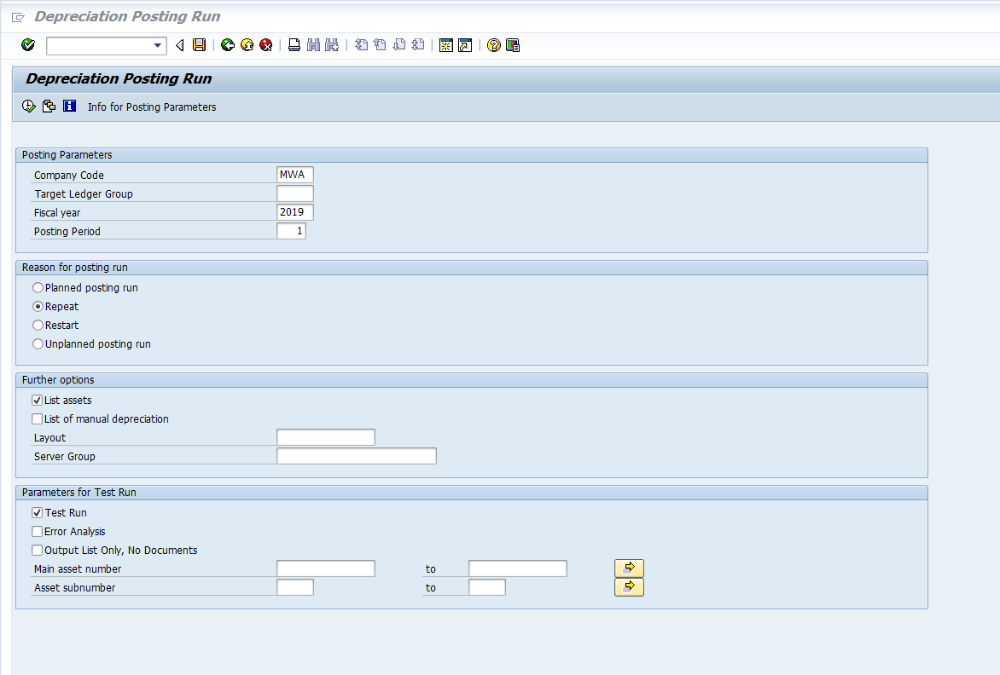 Depreciation Posting Run
Depreciation Posting Run
Info for Posting Parameters
Posting Parameters
Company Code MWA
Target Ledger Group
Fiscal year 2019
Posting Period 1
Reason for posting run
Planned posting run
Repeat
Restart
Unplanned posting run
Further options
List assets
List of manual depreciation
Layout
Server Group
Parameters for Test Run
Test Run
Error Analysis
Output List Only, No Documents
Main asset number to
Asset subnumber to